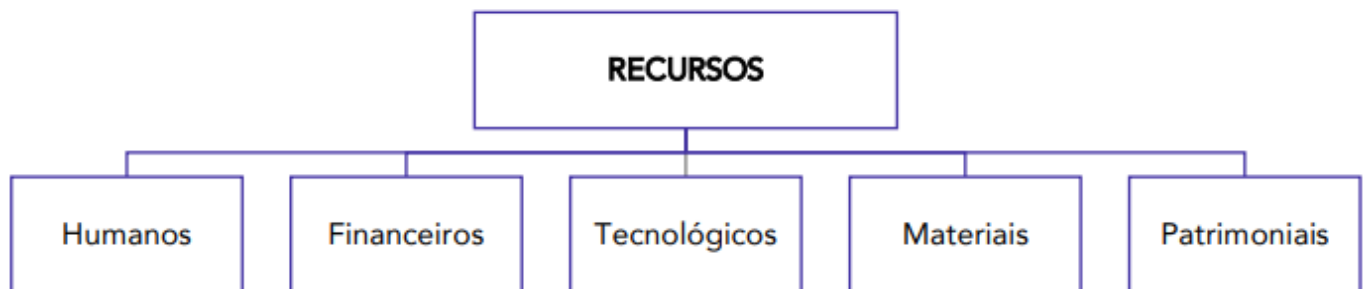 RECURSOS
Humanos
Financeiros
Tecnológicos
Materiais
Patrimoniais